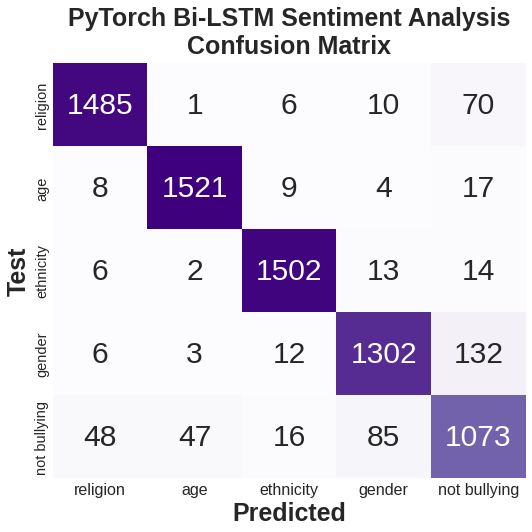 PyTorch Bi-LSTM Sentiment Analysis
Confusion Matrix
Test
religion 1485 1 6 10 70
age 8 1521 9 4 17
ethnicity 6 2 1502 13 14
gender 6 3 12 1302 132
not bullying 48 47 16 85 1073
religion age ethnicity gender not bullying
Predicted